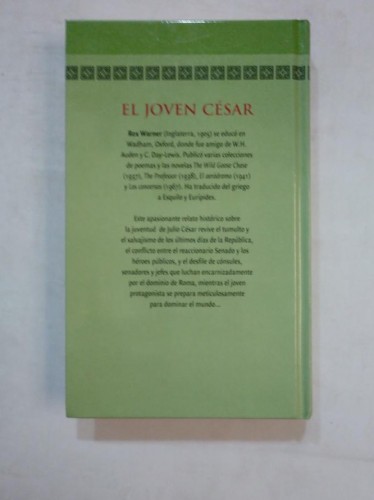 EL JOVEN CÉSAR
Rex Warner (Inglaterra, 1905) se educó en
Wadham, Oxford, donde fue amigo de W.H.
Auden y C. Day-Lewis. Publicó varias colecciones
de poemas y las novelas The Wild Goose Chase
(1937), The Professor (1938), El aeródromo (1941)
y Los conversos (1967). Ha traducido del griego
a Esquilo y Eurípides.
Este apasionante relato histórico sobre
la juventud de Julio César revive el tumulto y
el salvajismo de los últimos días de la República,
el conflicto entre el reaccionario Senado y los
héroes públicos, y el desfile de cónsules,
senadores y jefes que luchan encarnizadamente
por el dominio de Roma, mientras el joven
protagonista se prepara meticulosamente
para dominar el mundo...